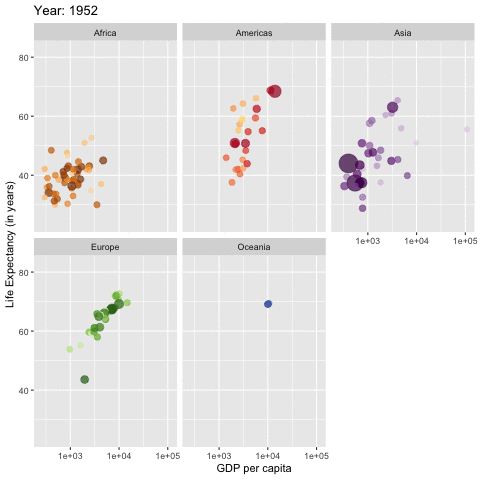 Year: 1952
Africa
Americas
Asia
80
60
40
1e+03
1e+04
1e+05
Life Expectancy (in years)
Europe
Oceania
80
60
40
1e+03
1e+04
1e+05
1e+03
1e+04
1e+05
GDP per capita